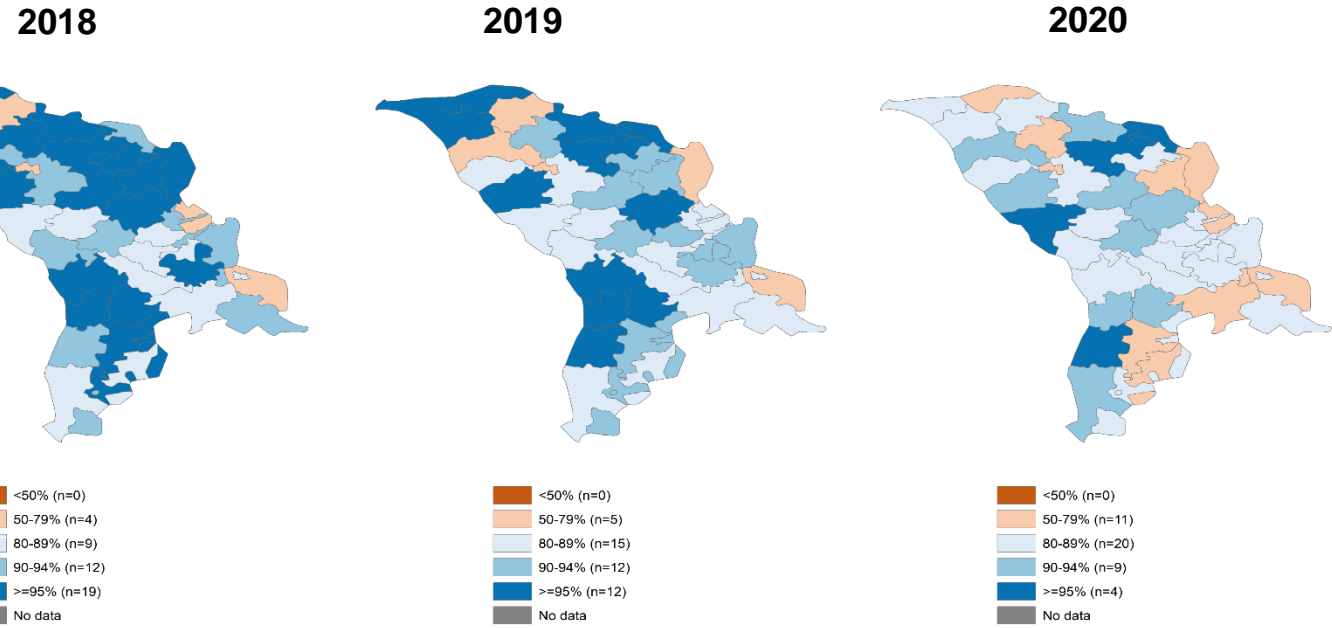 2018
2019
2020
<50% (n=0)
50-79% (n=4)
80-89% (n=9)
90-94% (n=12)
>=95% (n=19)
No data
<50% (n=0)
50-79% (n=5)
80-89% (n=15)
90-94% (n=12)
>=95% (n=12)
No data
<50% (n=0)
50-79% (n=11)
80-89% (n=20)
90-94% (n=9)
>=95% (n=4)
No data